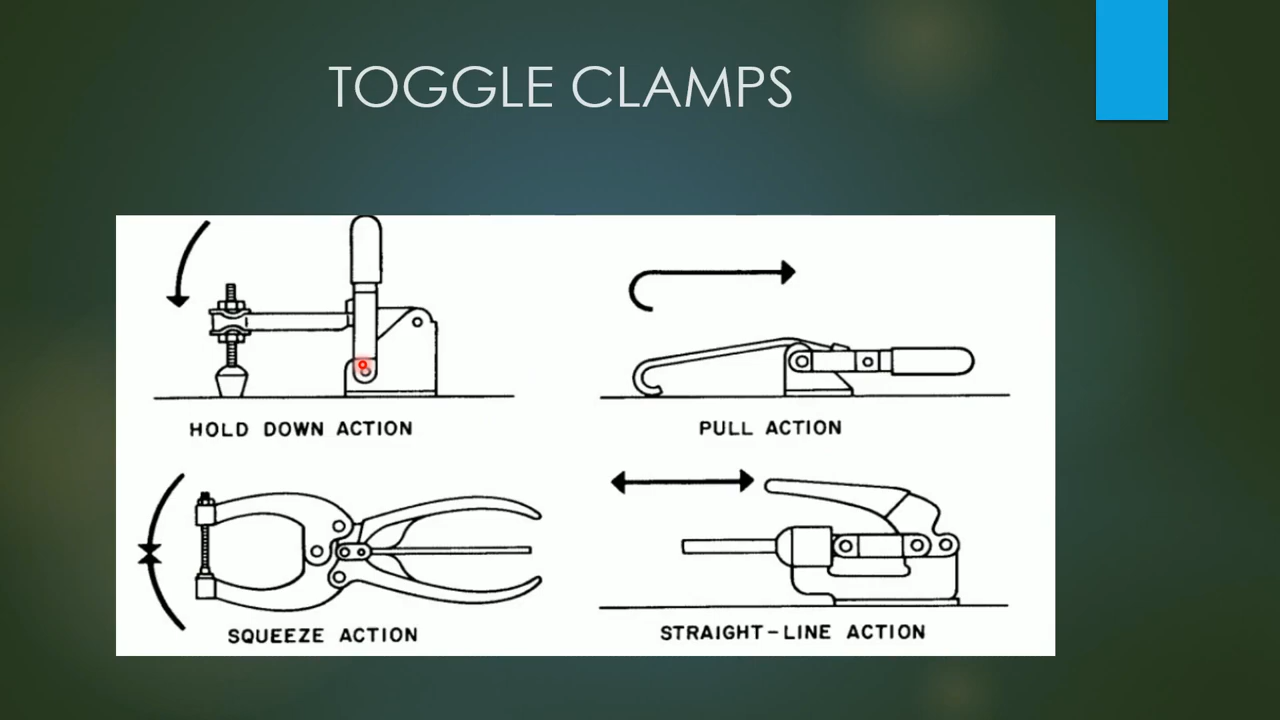 TOGGLE CLAMPS
HOLD DOWN ACTION
PULL ACTION
SQUEEZE ACTION
STRAIGHT-LINE ACTION